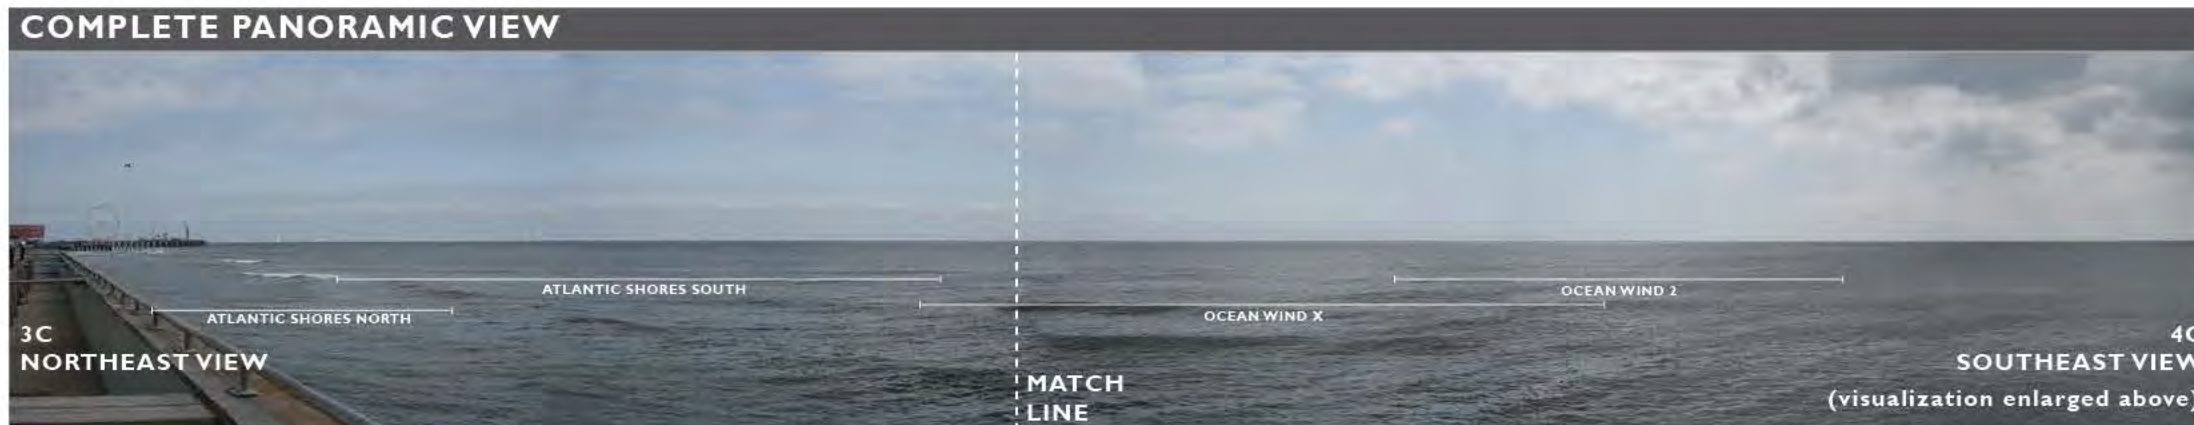 COMPLETE PANORAMIC VIEW
ATLANTIC SHORES SOUTH
OCEAN WIND 2
ATLANTIC SHORES NORTH
OCEAN WIND X
3C
NORTHEAST VIEW
4C
SOUTHEAST VIEW
(visualization enlarged above)
MATCH
LINE